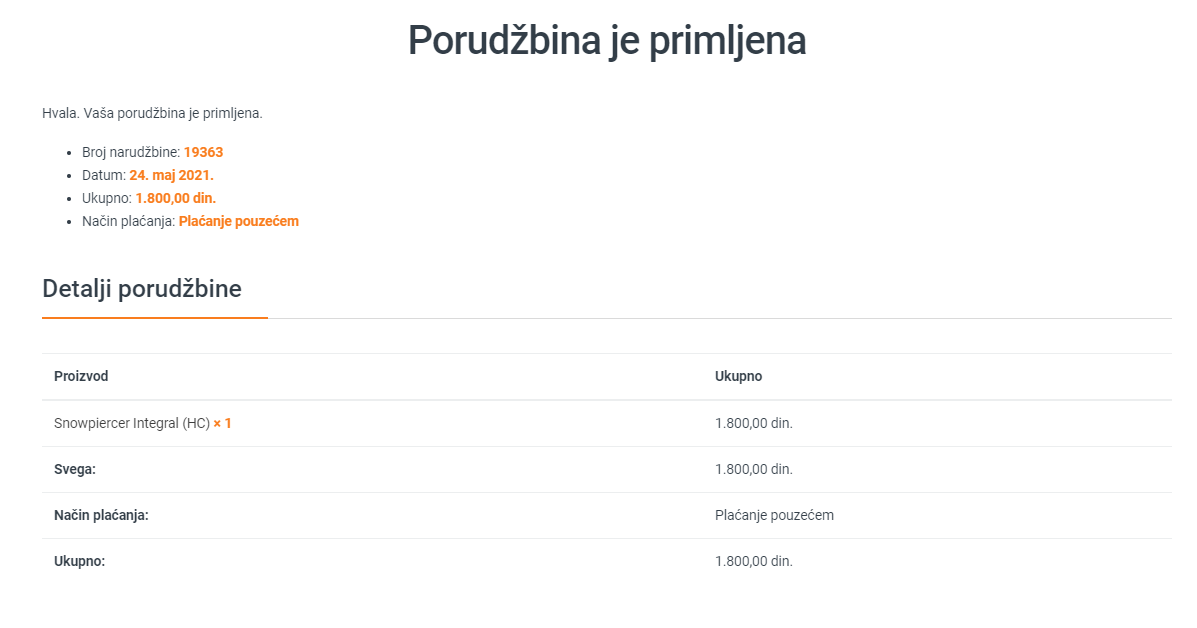 Porudžbina je primljena
Hvala. Vaša porudžbina je primljena.
• Broj narudžbine: 19363
• Datum: 24. maj 2021.
• Ukupno: 1.800,00 din.
• Način plaćanja: Plaćanje pouzećem
Detalji porudžbine
Proizvod Ukupno
Snowpiercer Integral (HC) × 1 1.800,00 din.
Svega: 1.800,00 din.
Način plaćanja: Plaćanje pouzećem
Ukupno: 1.800,00 din.